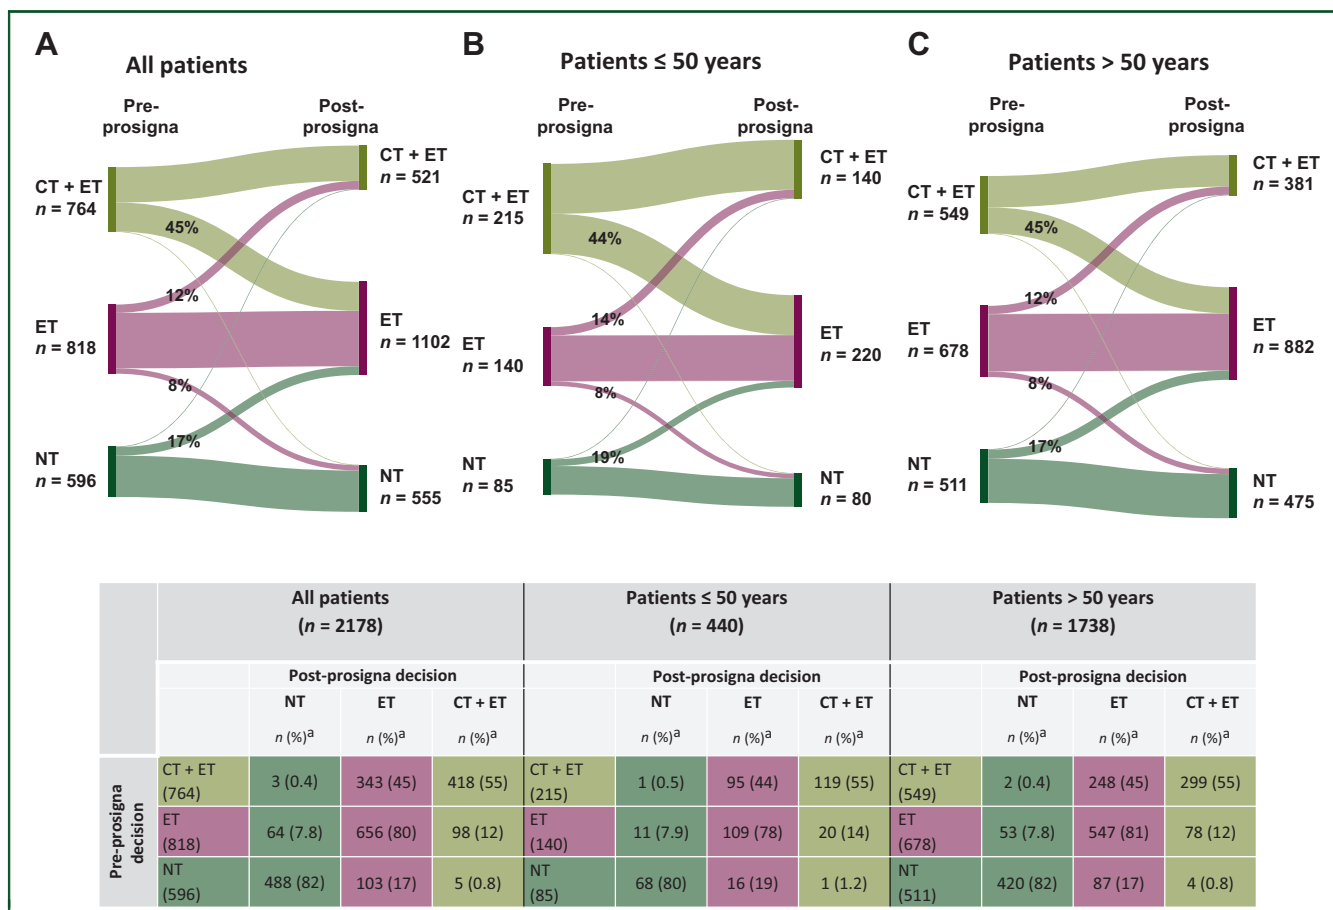 A
All patients
Pre-
prosigna
Post-
prosigna
CT + ET
n = 764
CT + ET
n = 521
45%
12%
ET
n = 818
ET
n = 1102
8%
17%
NT
n = 596
NT
n = 555
B
Patients ≤ 50 years
Pre-
prosigna
Post-
prosigna
CT + ET
n = 215
CT + ET
n = 140
44%
14%
ET
n = 140
ET
n = 220
8%
19%
NT
n = 85
NT
n = 80
C
Patients > 50 years
Pre-
prosigna
Post-
prosigna
CT + ET
n = 549
CT + ET
n = 381
45%
12%
ET
n = 678
ET
n = 882
8%
17%
NT
n = 511
NT
n = 475
All patients Patients ≤ 50 years Patients > 50 years
(n = 2178) (n = 440) (n = 1738)
Post-prosigna decision Post-prosigna decision Post-prosigna decision
NT ET CT + ET NT ET CT + ET NT ET CT + ET
n (%)a n (%)a n (%)a n (%)a n (%)a n (%)a n (%)a n (%)a n (%)a
Pre-prosigna
decision
CT + ET
(764) 3 (0.4) 343 (45) 418 (55) CT + ET
(215) 1 (0.5) 95 (44) 119 (55) CT + ET
(549) 2 (0.4) 248 (45) 299 (55)
ET
(818) 64 (7.8) 656 (80) 98 (12) ET
(140) 11 (7.9) 109 (78) 20 (14) ET
(678) 53 (7.8) 547 (81) 78 (12)
NT
(596) 488 (82) 103 (17) 5 (0.8) NT
(85) 68 (80) 16 (19) 1 (1.2) NT
(511) 420 (82) 87 (17) 4 (0.8)